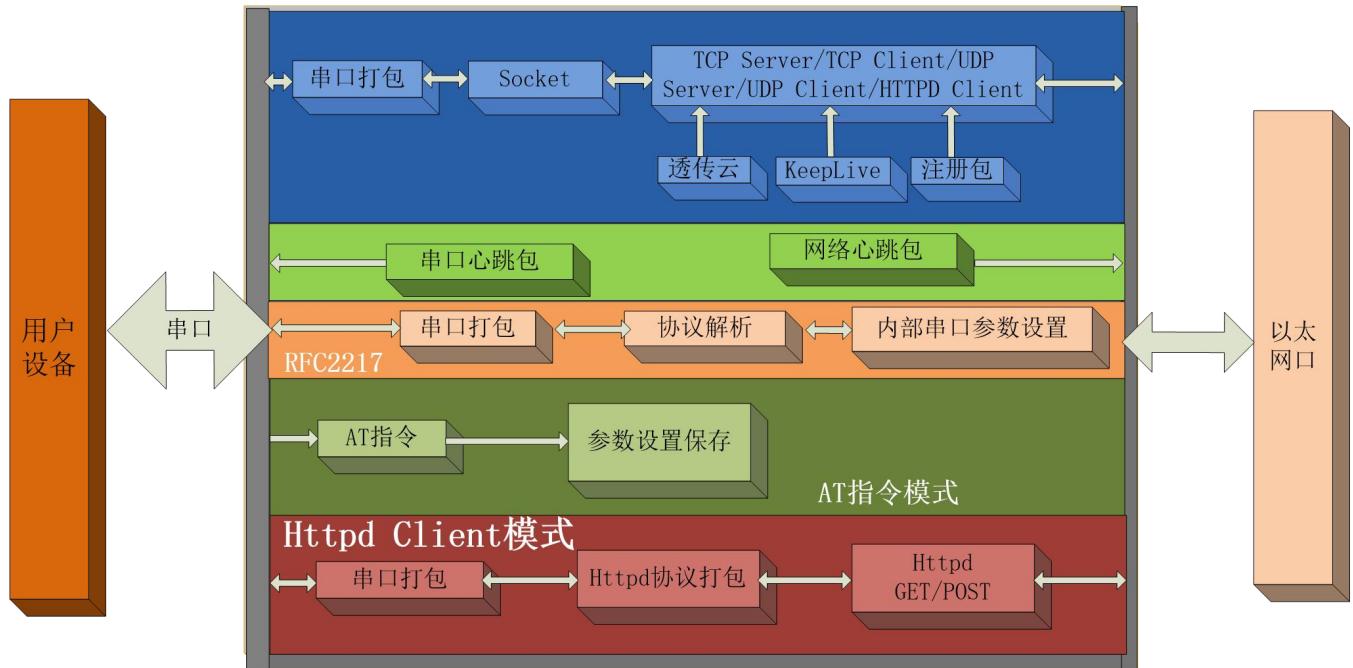 用户
设备
串口
串口打包
Socket
TCP Server/TCP Client/UDP
Server/UDP Client/HTTPD Client
透传云
KeepLive
注册包
串口心跳包
网络心跳包
串口打包
协议解析
内部串口参数设置
RFC2217
AT指令
参数设置保存
AT指令模式
Httpd Client模式
串口打包
Httpd协议打包
Httpd
GET/POST
以太
网口